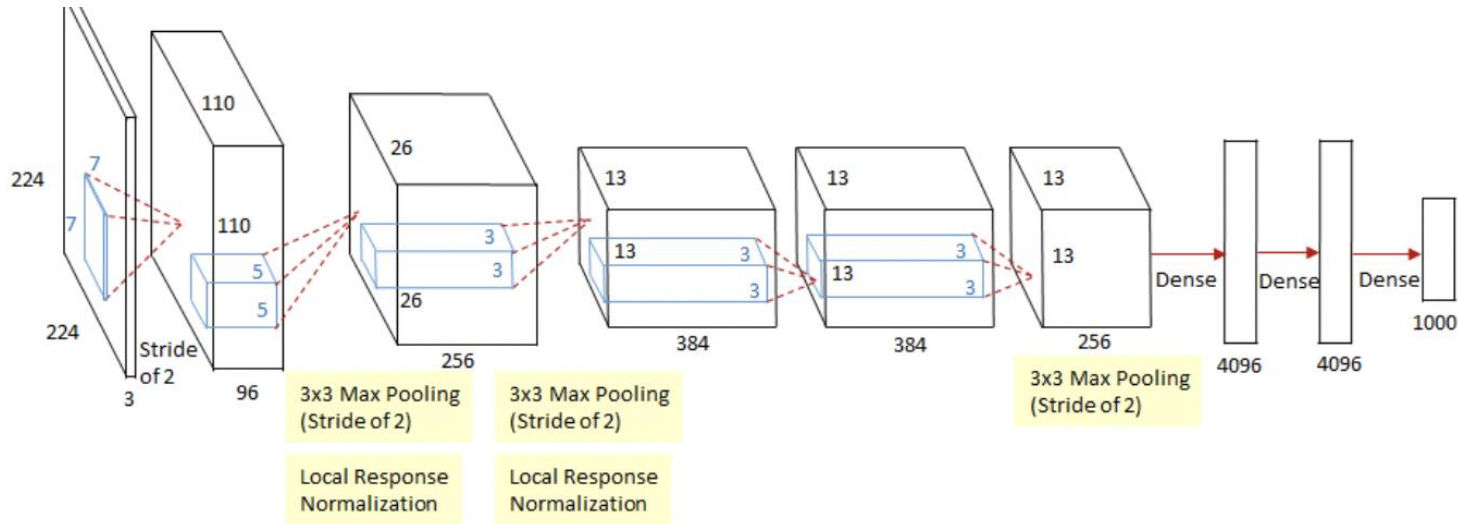 224
224
7
7
3
Stride
of 2
110
110
5
5
96
3x3 Max Pooling
(Stride of 2)
Local Response
Normalization
26
26
3
3
256
3x3 Max Pooling
(Stride of 2)
Local Response
Normalization
13
13
3
3
384
13
13
3
3
384
13
13
256
3x3 Max Pooling
(Stride of 2)
Dense
4096
Dense
4096
Dense
1000